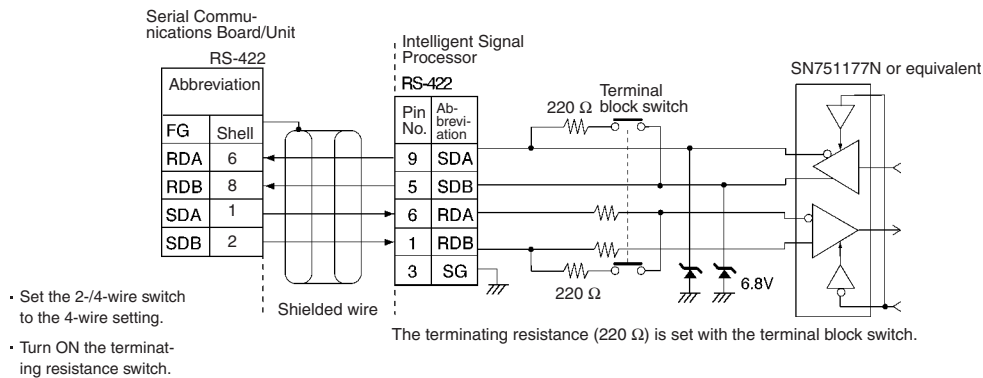 Serial Commu-
nications Board/Unit
RS-422
Abbreviation
FG Shell
RDA 6
RDB 8
SDA 1
SDB 2
Shielded wire
Intelligent Signal
Processor
RS-422
Pin No. Ab-brevi-ation
9 SDA
5 SDB
6 RDA
1 RDB
3 SG
Terminal
block switch
220 Ω
220 Ω
6.8V
SN751177N or equivalent
The terminating resistance (220 Ω) is set with the terminal block switch.
· Set the 2-/4-wire switch
to the 4-wire setting.
· Turn ON the terminat-
ing resistance switch.